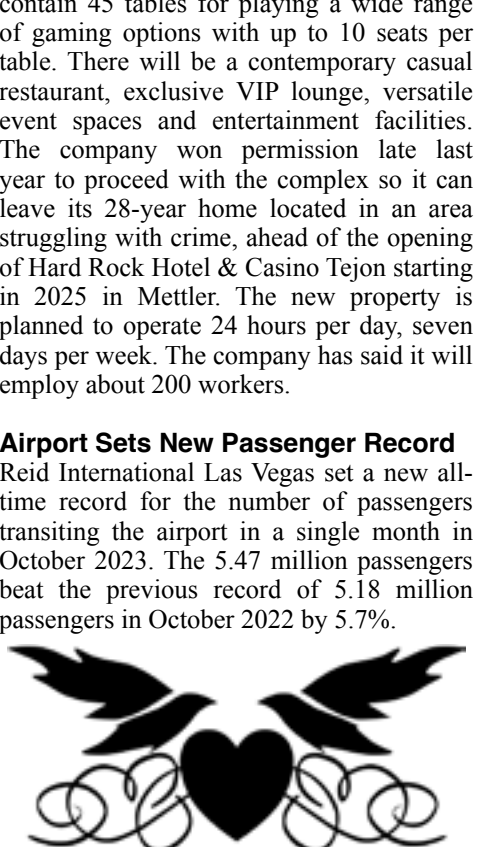 contain 45 tables for playing a wide range
of gaming options with up to 10 seats per
table. There will be a contemporary casual
restaurant, exclusive VIP lounge, versatile
event spaces and entertainment facilities.
The company won permission late last
year to proceed with the complex so it can
leave its 28-year home located in an area
struggling with crime, ahead of the opening
of Hard Rock Hotel & Casino Tejon starting
in 2025 in Mettler. The new property is
planned to operate 24 hours per day, seven
days per week. The company has said it will
employ about 200 workers.
Airport Sets New Passenger Record
Reid International Las Vegas set a new all-
time record for the number of passengers
transiting the airport in a single month in
October 2023. The 5.47 million passengers
beat the previous record of 5.18 million
passengers in October 2022 by 5.7%.